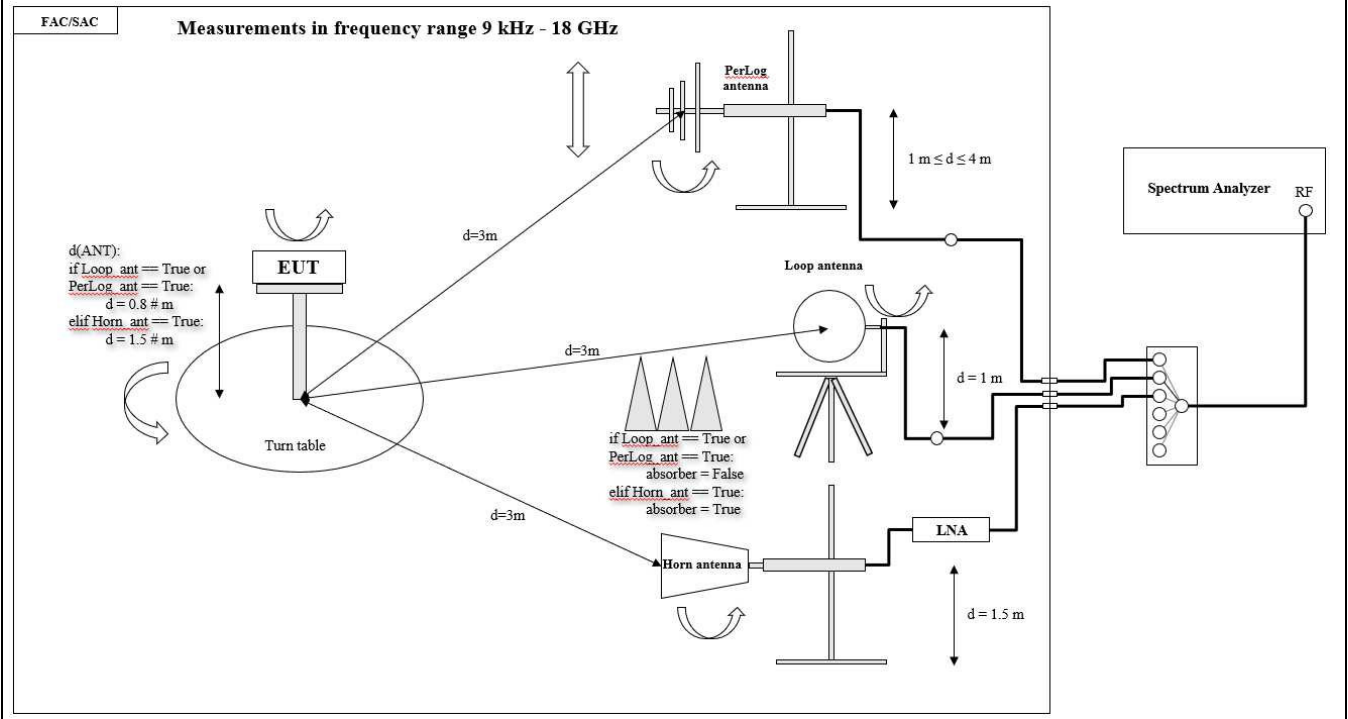 FAC/SAC
Measurements in frequency range 9 kHz - 18 GHz
PerLog
antenna
1 m ≤ d ≤ 4 m
Spectrum Analyzer
RF
d=3m
d(ANT):
if Loop_ant == True or
PerLog_ant == True:
d = 0.8 # m
elif Horn_ant == True:
d = 1.5 # m
EUT
Loop antenna
d=3m
d = 1 m
Turn table
if Loop_ant == True or
PerLog_ant == True:
absorber = False
elif Horn_ant == True:
absorber = True
d=3m
LNA
Horn antenna
d = 1.5 m